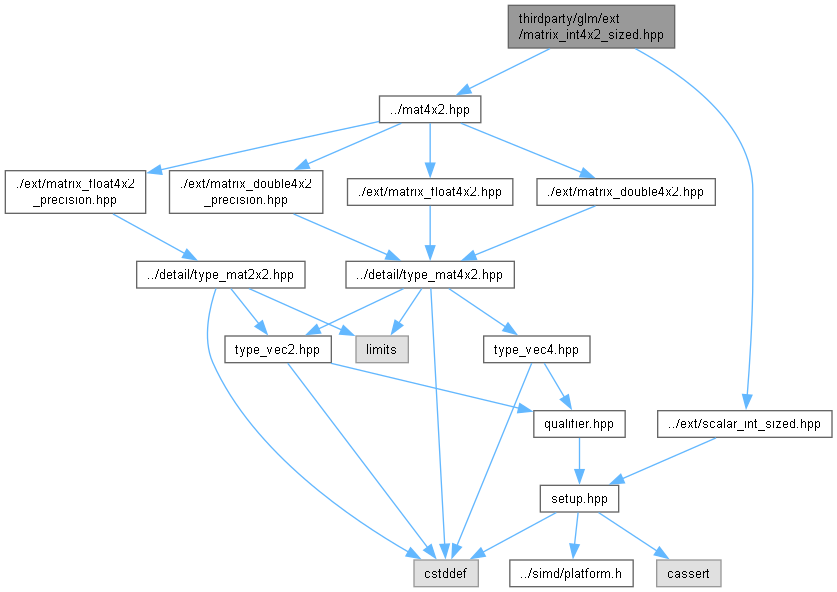 thirdparty/glm/ext
/matrix_int4x2_sized.hpp
../mat4x2.hpp
./ext/matrix_float4x2
_precision.hpp
./ext/matrix_double4x2
_precision.hpp
./ext/matrix_float4x2.hpp
./ext/matrix_double4x2.hpp
../detail/type_mat2x2.hpp
../detail/type_mat4x2.hpp
type_vec2.hpp
limits
type_vec4.hpp
qualifier.hpp
../ext/scalar_int_sized.hpp
setup.hpp
cstddef
../simd/platform.h
cassert